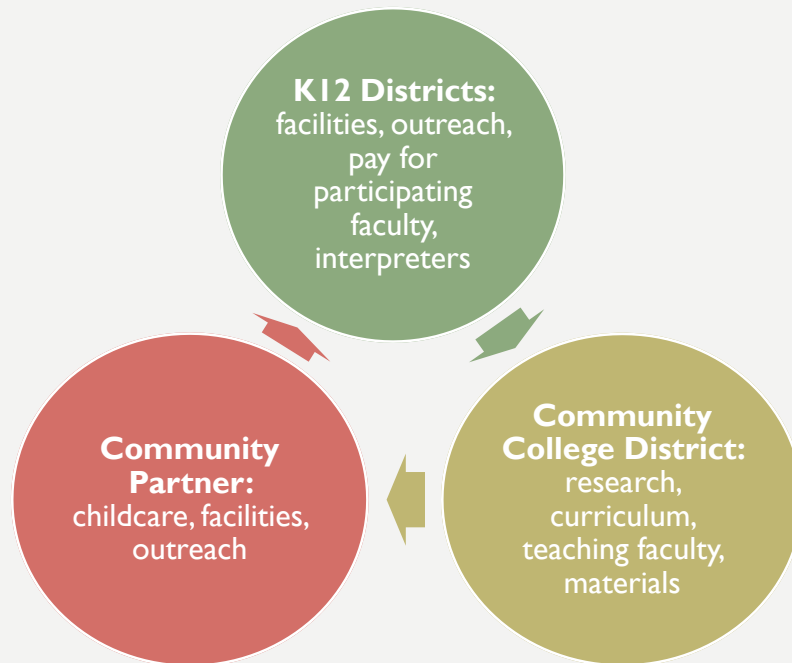 K12 Districts:
facilities, outreach,
pay for
participating
faculty,
interpreters
Community
Partner:
childcare, facilities,
outreach
Community
College District:
research,
curriculum,
teaching faculty,
materials